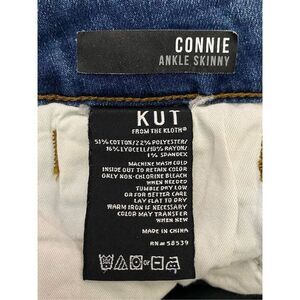 CONNIE
ANKLE SKINNY
KUT
FROM THE KLOTH®
51% COTTON/22% POLYESTER/
16% LYOCELL/10% RAYON/
1% SPANDEX
MACHINE WASH COLD
INSIDE OUT TO RETAIN COLOR
ONLY NON-CHLORINE BLEACH
WHEN NEEDED
TUMBLE DRY LOW
OR FOR BETTER CARE
LAY FLAT TO DRY
WARM IRON IF NECESSARY
COLOR MAY TRANSFER
WHEN NEW
MADE IN CHINA
RN# 58539
OR